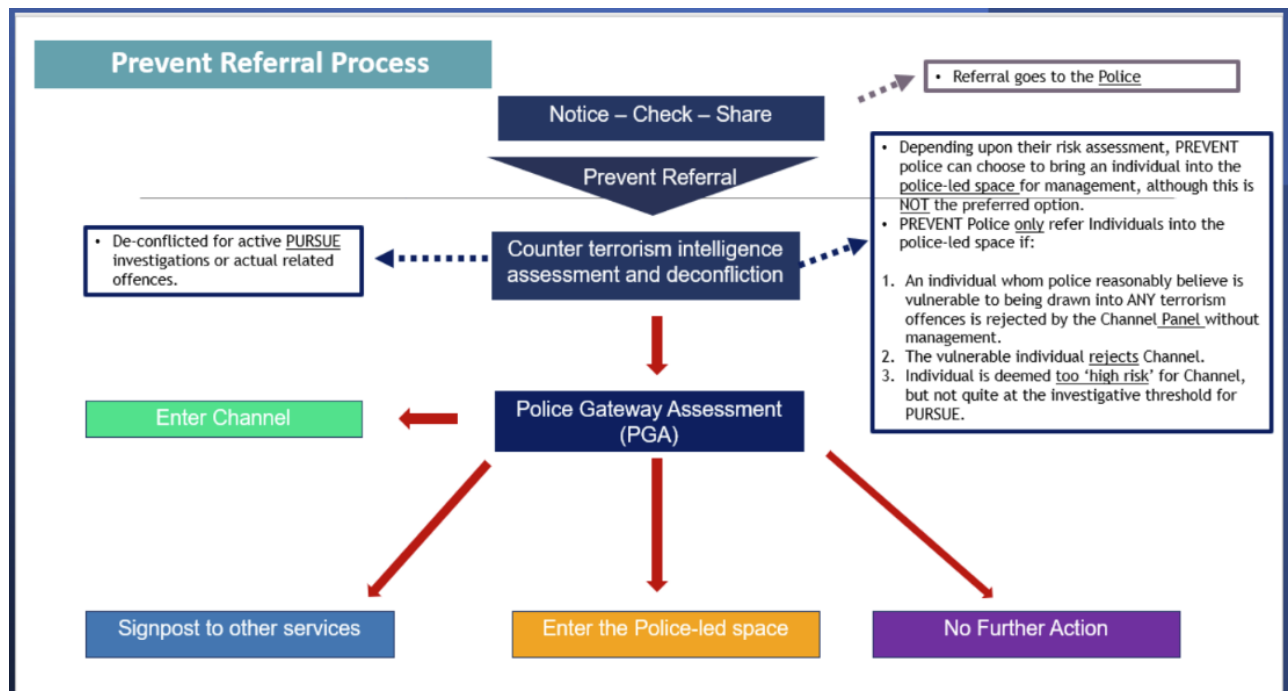 Prevent Referral Process
• Referral goes to the Police
Notice – Check – Share
Prevent Referral
• Depending upon their risk assessment, PREVENT
police can choose to bring an individual into the
police-led space for management, although this is
NOT the preferred option.
• PREVENT Police only refer Individuals into the
police-led space if:
1. An individual whom police reasonably believe is
vulnerable to being drawn into ANY terrorism
offences is rejected by the Channel Panel without
management.
2. The vulnerable individual rejects Channel.
3. Individual is deemed too ‘high risk’ for Channel,
but not quite at the investigative threshold for
PURSUE.
• De-conflicted for active PURSUE
investigations or actual related
offences.
Counter terrorism intelligence
assessment and deconfliction
Enter Channel
Police Gateway Assessment
(PGA)
Signpost to other services
Enter the Police-led space
No Further Action